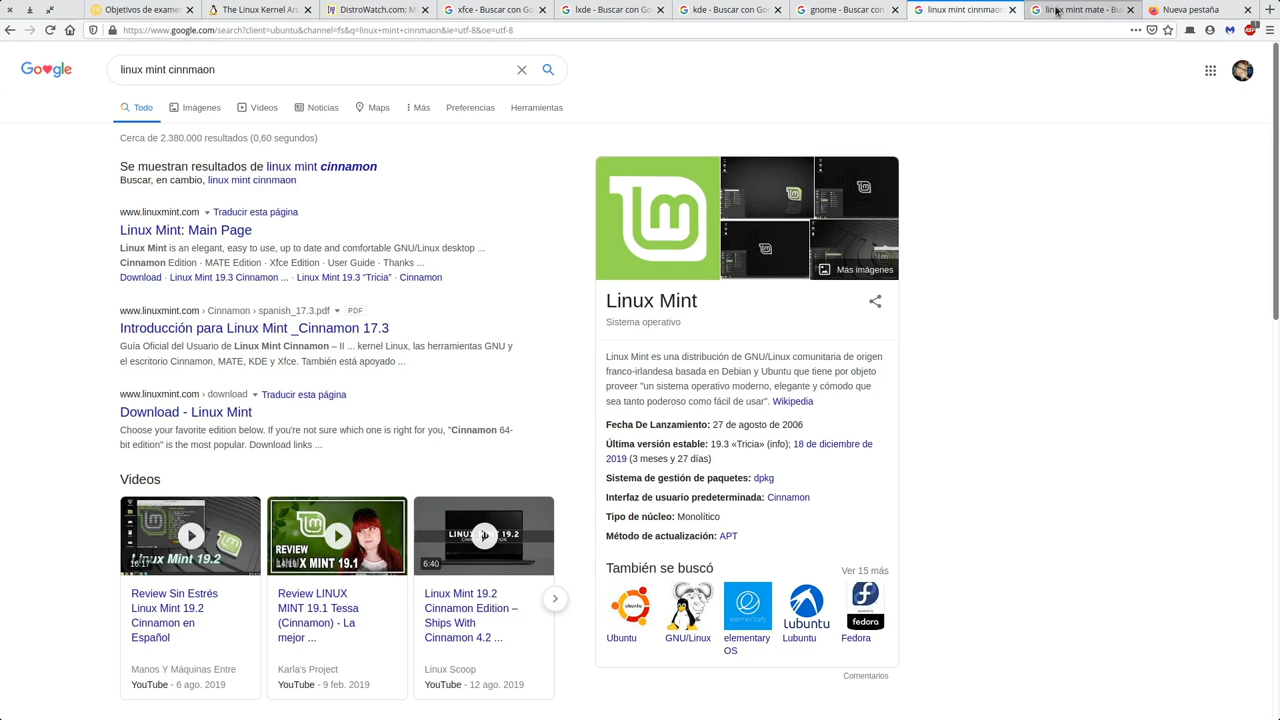 Objetivos de exame
The Linux Kernel Arc
DistroWatch.com: M
xfce - Buscar con Go
lxde - Buscar con Go
kde - Buscar con Go
gnome - Buscar con
linux mint cinnmaon
linux mint mate - Bu
Nueva pestaña
https://www.google.com/search?client=ubuntu&channel=fs&q=linux+mint+cinnmaon&ie=utf-8&oe=utf-8
Google
linux mint cinnmaon
Todo
Imágenes
Vídeos
Noticias
Maps
Más
Preferencias
Herramientas
Cerca de 2.380.000 resultados (0,60 segundos)
Se muestran resultados de linux mint cinnamon
Buscar, en cambio, linux mint cinnmaon
www.linuxmint.com Traducir esta página
Linux Mint: Main Page
Linux Mint is an elegant, easy to use, up to date and comfortable GNU/Linux desktop ...
Cinnamon Edition · MATE Edition · Xfce Edition · User Guide · Thanks ...
Download · Linux Mint 19.3 Cinnamon ... · Linux Mint 19.3 "Tricia" · Cinnamon
www.linuxmint.com › Cinnamon › spanish_17.3.pdf PDF
Introducción para Linux Mint _Cinnamon 17.3
Guía Oficial del Usuario de Linux Mint Cinnamon – II ... kernel Linux, las herramientas GNU y
el escritorio Cinnamon, MATE, KDE y Xfce. También está apoyado ...
www.linuxmint.com › download Traducir esta página
Download - Linux Mint
Choose your favorite edition below. If you're not sure which one is right for you, "Cinnamon 64-
bit edition" is the most popular. Download links ...
Videos
Linux Mint 19.2
16:17
Review Sin Estrés
Linux Mint 19.2
Cinnamon en
Español
Manos Y Máquinas Entre
YouTube - 6 ago. 2019
REVIEW
LINUX MINT 19.1
Review LINUX
MINT 19.1 Tessa
(Cinnamon) - La
mejor ...
Karla's Project
YouTube - 9 feb. 2019
LINUX MINT 19.2
6:40
Linux Mint 19.2
Cinnamon Edition –
Ships With
Cinnamon 4.2 ...
Linux Scoop
YouTube - 12 ago. 2019
Más imágenes
Linux Mint
Sistema operativo
Linux Mint es una distribución de GNU/Linux comunitaria de origen
franco-irlandesa basada en Debian y Ubuntu que tiene por objeto
proveer "un sistema operativo moderno, elegante y cómodo que
sea tanto poderoso como fácil de usar". Wikipedia
Fecha De Lanzamiento: 27 de agosto de 2006
Última versión estable: 19.3 «Tricia» (info); 18 de diciembre de
2019 (3 meses y 27 días)
Sistema de gestión de paquetes: dpkg
Interfaz de usuario predeterminada: Cinnamon
Tipo de núcleo: Monolítico
Método de actualización: APT
También se buscó
Ver 15 más
ubuntu
elementary
lubuntu
fedora
Ubuntu
GNU/Linux
elementary
OS
Lubuntu
Fedora
Comentarios